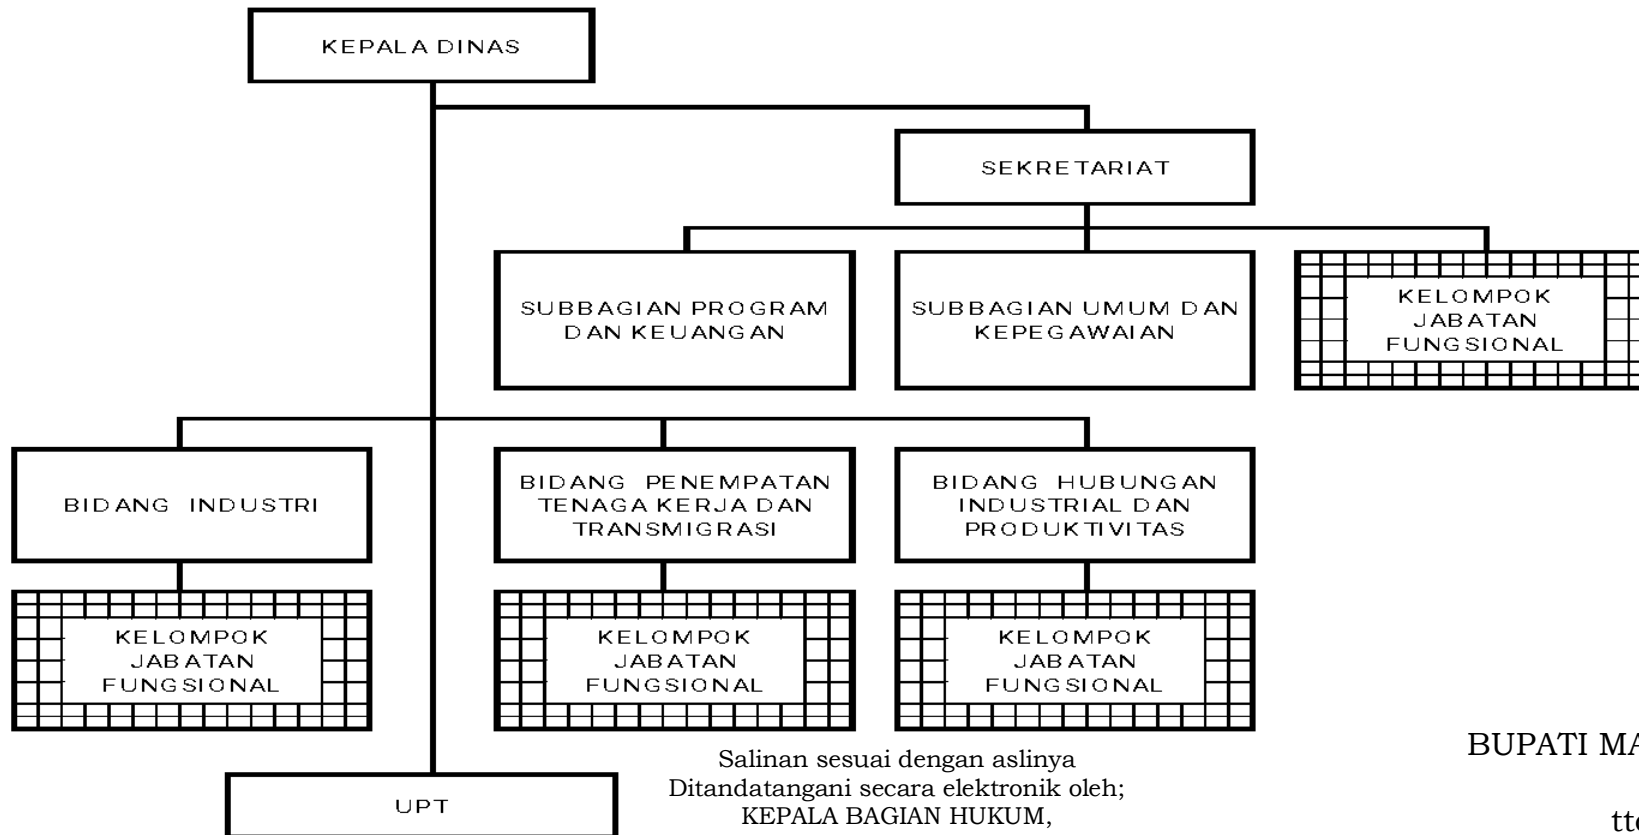 KEPALA DINAS
SEKRETARIAT
SUBBAGIAN PROGRAM
DAN KEUANGAN
SUBBAGIAN UMUM DAN
KEPEGAWAIAN
KELOMPOK
JABATAN
FUNGSIONAL
BIDANG INDUSTRI
BIDANG PENEMPATAN
TENAGA KERJA DAN
TRANSMIGRASI
BIDANG HUBUNGAN
INDUSTRIAL DAN
PRODUKTIVITAS
KELOMPOK
JABATAN
FUNGSIONAL
KELOMPOK
JABATAN
FUNGSIONAL
KELOMPOK
JABATAN
FUNGSIONAL
UPT
Salinan sesuai dengan aslinya
Ditandatangani secara elektronik oleh;
KEPALA BAGIAN HUKUM,
BUPATI